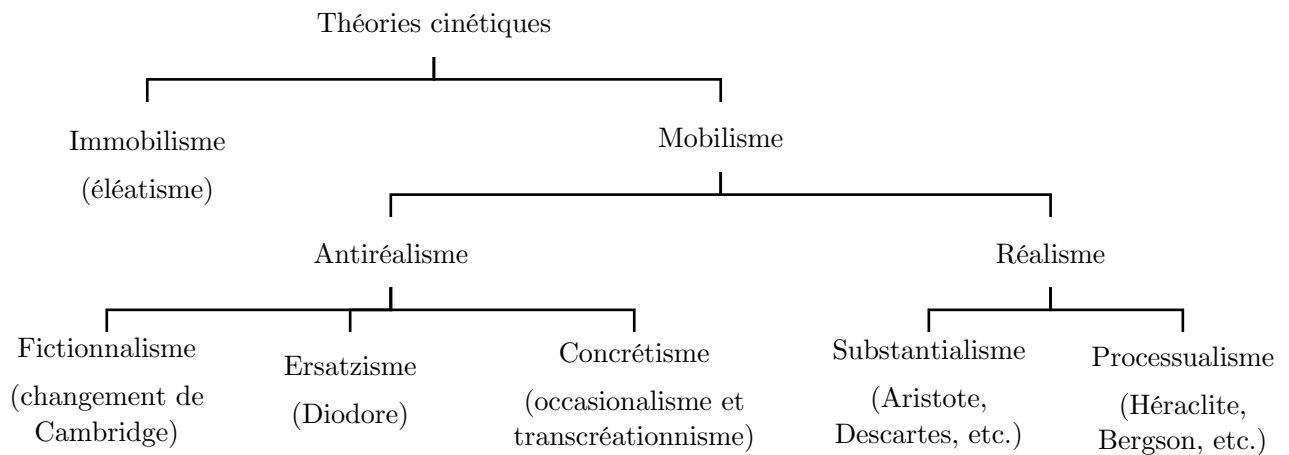 Théories cinétiques
Immobilisme
(éléatisme)
Mobilisme
Antiréalisme
Réalisme
Fictionnalisme
(changement de
Cambridge)
Ersatzisme
(Diodore)
Concrétisme
(occasionalisme et
transcréationnisme)
Substantialisme
(Aristote,
Descartes, etc.)
Processualisme
(Héraclite,
Bergson, etc.)